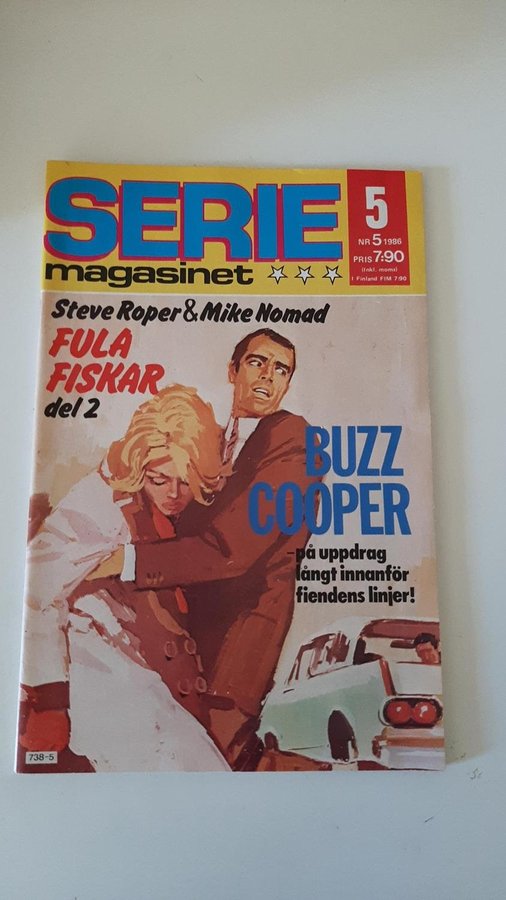 SERIE
magasinet
5
NR 5 1986
PRIS 7:90
(Inkl. moms)
I Finland FIM 7:90
Steve Roper & Mike Nomad
FULA
FISKAR
del 2
BUZZ
COOPER
–på uppdrag
långt innanför
fiendens linjer!
738-5